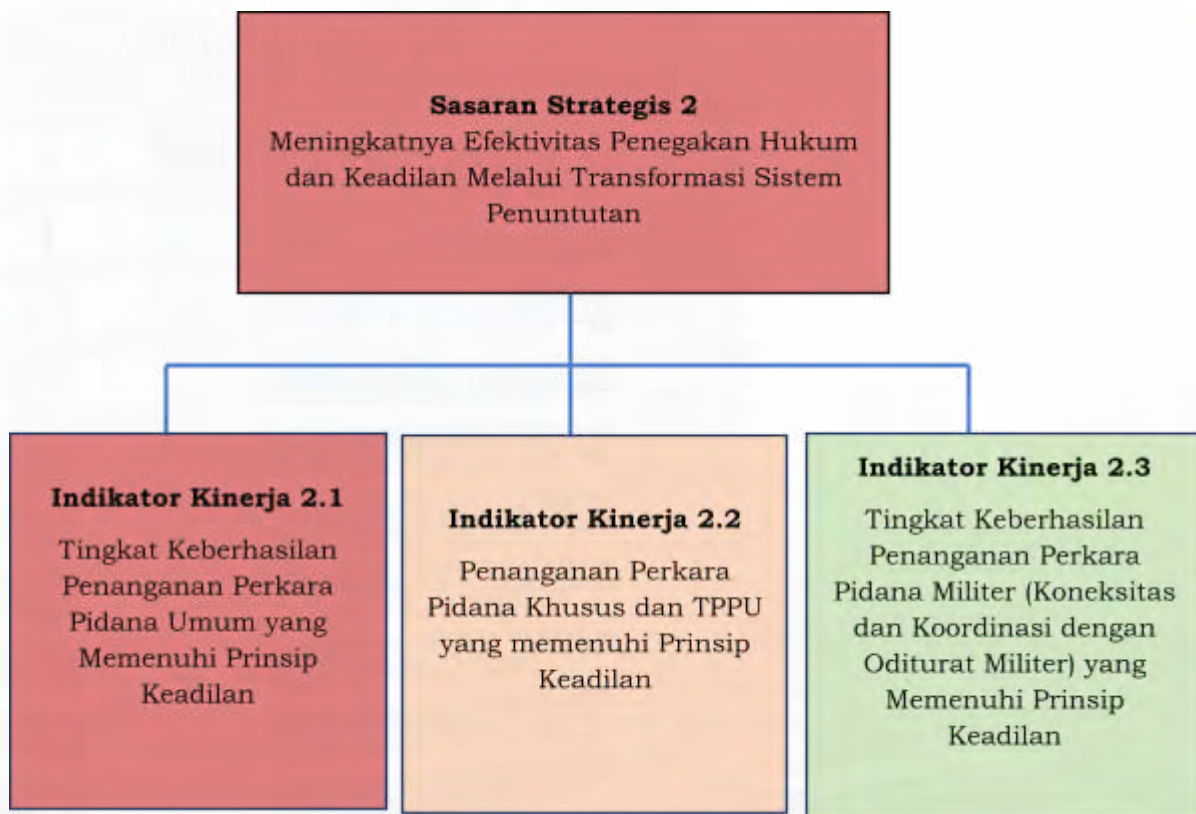 Sasaran Strategis 2
Meningkatnya Efektivitas Penegakan Hukum
dan Keadilan Melalui Transformasi Sistem
Penuntutan
Indikator Kinerja 2.1
Tingkat Keberhasilan
Penanganan Perkara
Pidana Umum yang
Memenuhi Prinsip
Keadilan
Indikator Kinerja 2.2
Penanganan Perkara
Pidana Khusus dan TPPU
yang memenuhi Prinsip
Keadilan
Indikator Kinerja 2.3
Tingkat Keberhasilan
Penanganan Perkara
Pidana Militer (Koneksitas
dan Koordinasi dengan
Oditurat Militer) yang
Memenuhi Prinsip
Keadilan